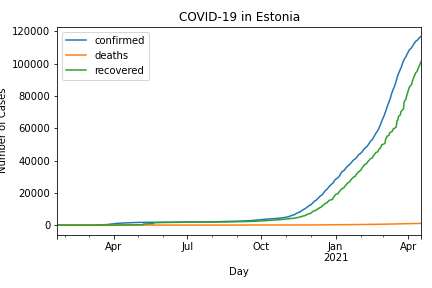 COVID-19 in Estonia
120000
100000
80000
60000
40000
20000
0
Number of Cases
confirmed
deaths
recovered
Apr Jul Oct Jan Apr
2021
Day